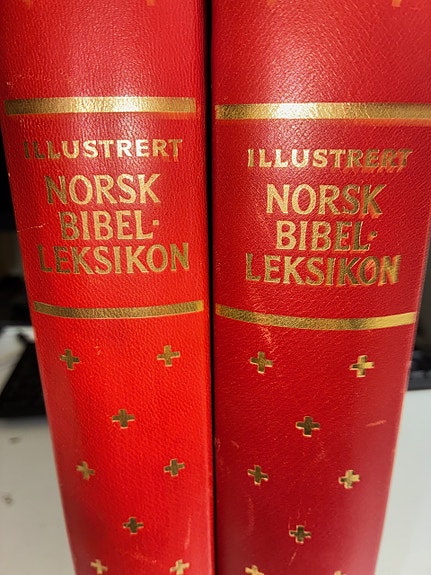 ILLUSTRERT
NORSK
BIBEL-
LEKSIKON
ILLUSTRERT
NORSK
BIBEL-
LEKSIKON